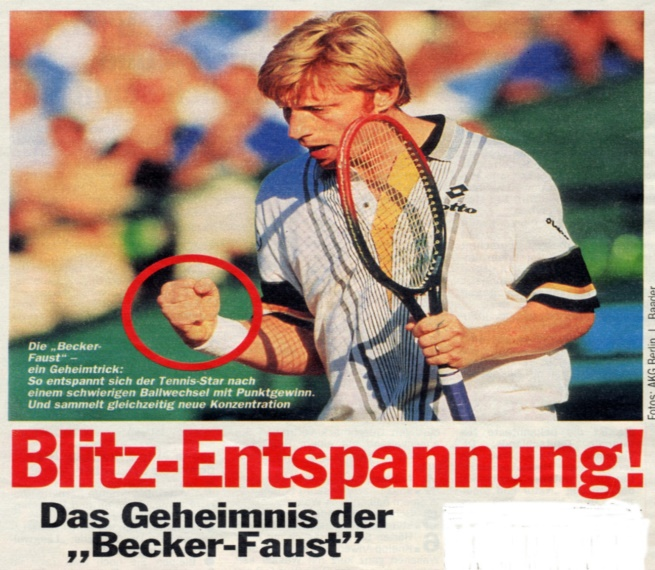 Lotto
Die „Becker-
Faust“ –
ein Geheimtrick:
So entspannt sich der Tennis-Star nach
einem schwierigen Ballwechsel mit Punktgewinn.
Und sammelt gleichzeitig neue Konzentration
Fotos: AKG Berlin, J. Baader
Blitz-Entspannung!
Das Geheimnis der
„Becker-Faust”